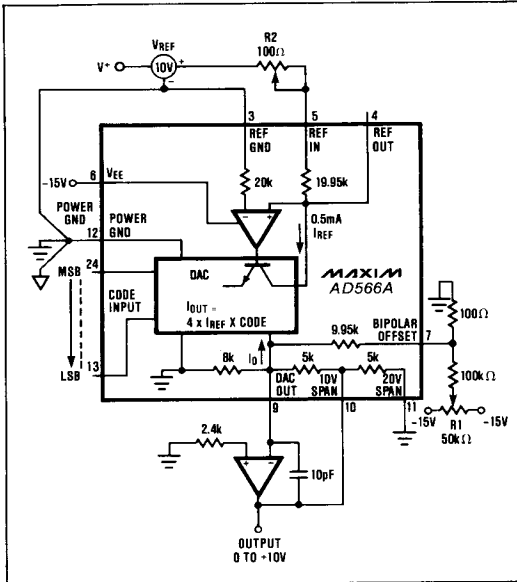 VREF
V+
10V
+
−
R2
100Ω
3
REF
GND
5
REF
IN
4
REF
OUT
6
VEE
-15V
20k
19.95k
POWER
GND
12
POWER
GND
0.5mA
IREF
24
MSB
DAC
MAXIM
AD566A
CODE
INPUT
IOUT =
4 x IREF x CODE
100Ω
BIPOLAR
OFFSET
7
9.95k
13
LSB
8k
IO
5k
5k
DAC
OUT
10V
SPAN
20V
SPAN
9
10
11
100kΩ
-15V
-15V
R1
50kΩ
2.4k
+
−
10pF
OUTPUT
0 TO +10V